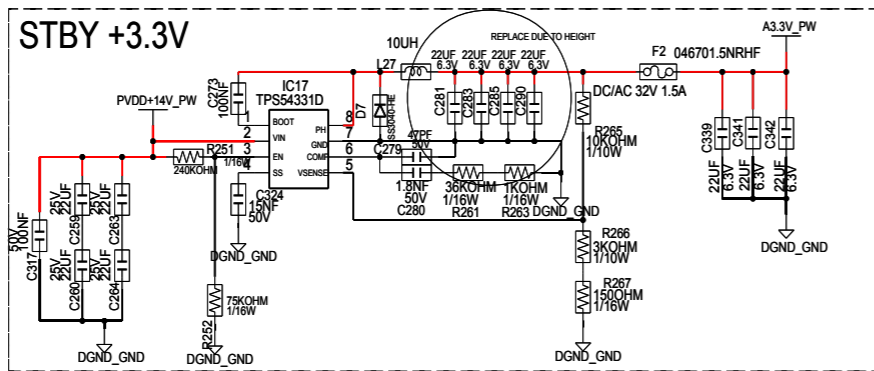 STBY +3.3V
REPLACE DUE TO HEIGHT
A3.3V_PW
10UH
L27
22UF 22UF 22UF 22UF
6.3V 6.3V 6.3V 6.3V
F2 046701.5NRHF
DC/AC 32V 1.5A
C273
100NF
IC17
TPS54331D
PVDD+14V_PW
1 BOOT
2 VIN
3 EN
4 SS
PH 8
GND 7
COMP 6
VSENSE 5
D7
SS3040-HE
C281
C283
C285
C290
R265
10KOHM
1/10W
C339
22UF
6.3V
C341
22UF
6.3V
C342
22UF
6.3V
R251
1/16W
240KOHM
47PF
50V
C279
1.8NF
50V
C280
36KOHM
1/16W
R261
1KOHM
1/16W
R263
DGND_GND
C324
15NF
50V
DGND_GND
50V
100NF
C317
25V
22UF
C259
25V
22UF
C263
25V
22UF
C260
25V
22UF
C264
DGND_GND
75KOHM
1/16W
R252
DGND_GND
R266
3KOHM
1/10W
R267
150OHM
1/16W
DGND_GND
DGND_GND